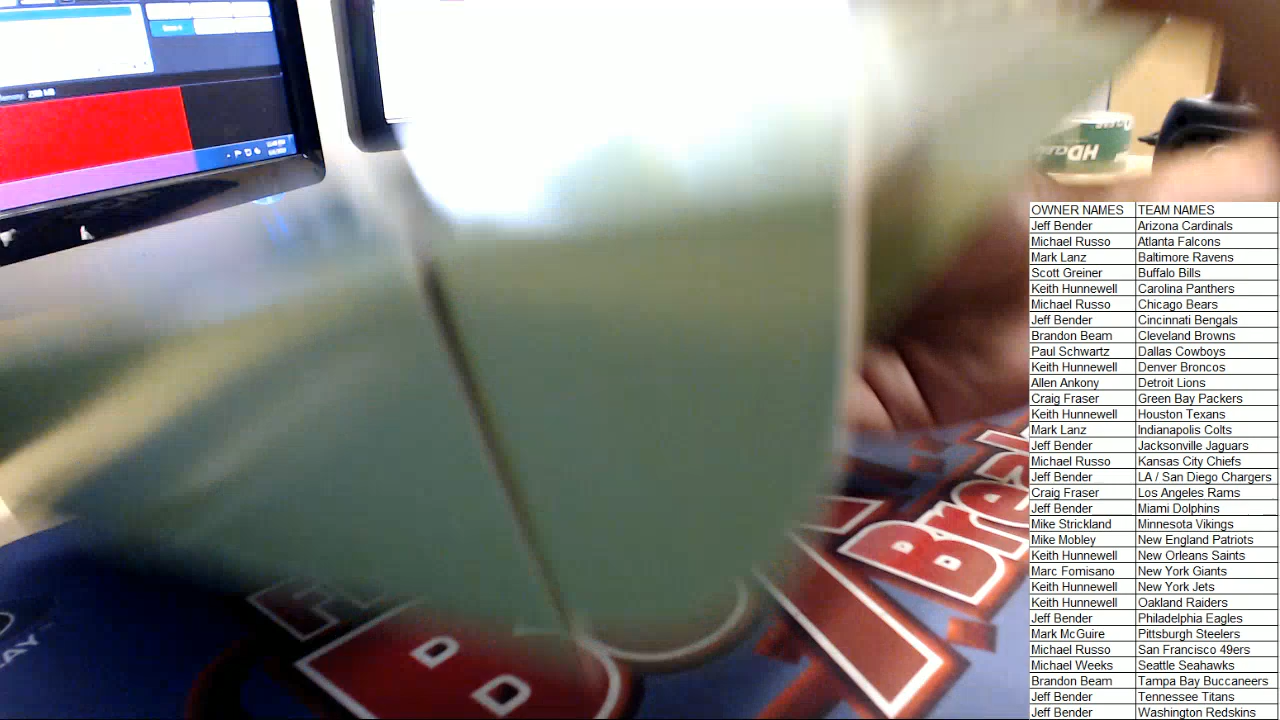 HDanke
OWNER NAMES TEAM NAMES
Jeff Bender Arizona Cardinals
Michael Russo Atlanta Falcons
Mark Lanz Baltimore Ravens
Scott Greiner Buffalo Bills
Keith Hunnewell Carolina Panthers
Michael Russo Chicago Bears
Jeff Bender Cincinnati Bengals
Brandon Beam Cleveland Browns
Paul Schwartz Dallas Cowboys
Keith Hunnewell Denver Broncos
Allen Ankony Detroit Lions
Craig Fraser Green Bay Packers
Keith Hunnewell Houston Texans
Mark Lanz Indianapolis Colts
Jeff Bender Jacksonville Jaguars
Michael Russo Kansas City Chiefs
Jeff Bender LA / San Diego Chargers
Craig Fraser Los Angeles Rams
Jeff Bender Miami Dolphins
Mike Strickland Minnesota Vikings
Mike Mobley New England Patriots
Keith Hunnewell New Orleans Saints
Marc Fornisano New York Giants
Keith Hunnewell New York Jets
Keith Hunnewell Oakland Raiders
Jeff Bender Philadelphia Eagles
Mark McGuire Pittsburgh Steelers
Michael Russo San Francisco 49ers
Michael Weeks Seattle Seahawks
Brandon Beam Tampa Bay Buccaneers
Jeff Bender Tennessee Titans
Jeff Bender Washington Redskins
Brea